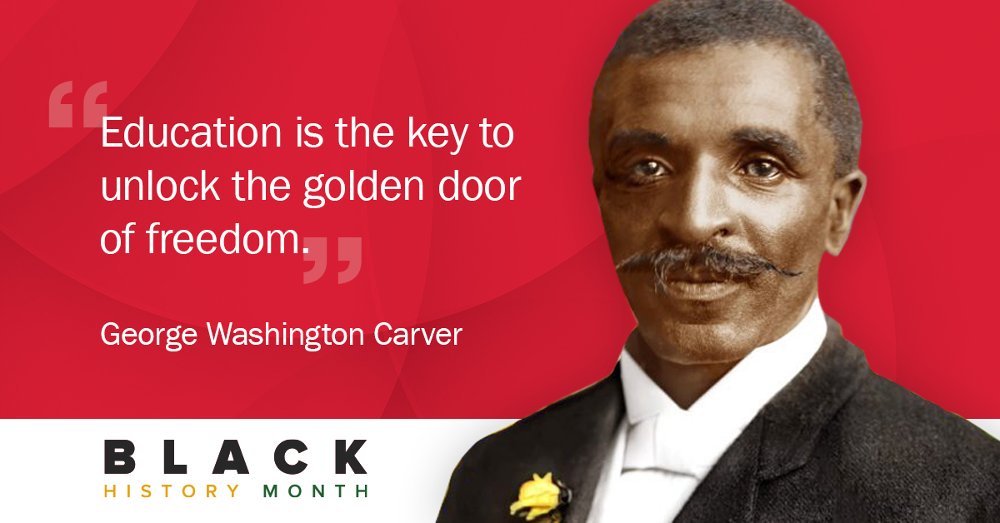 “Education is the key to
unlock the golden door
of freedom.”
George Washington Carver
BLACK
HISTORY MONTH